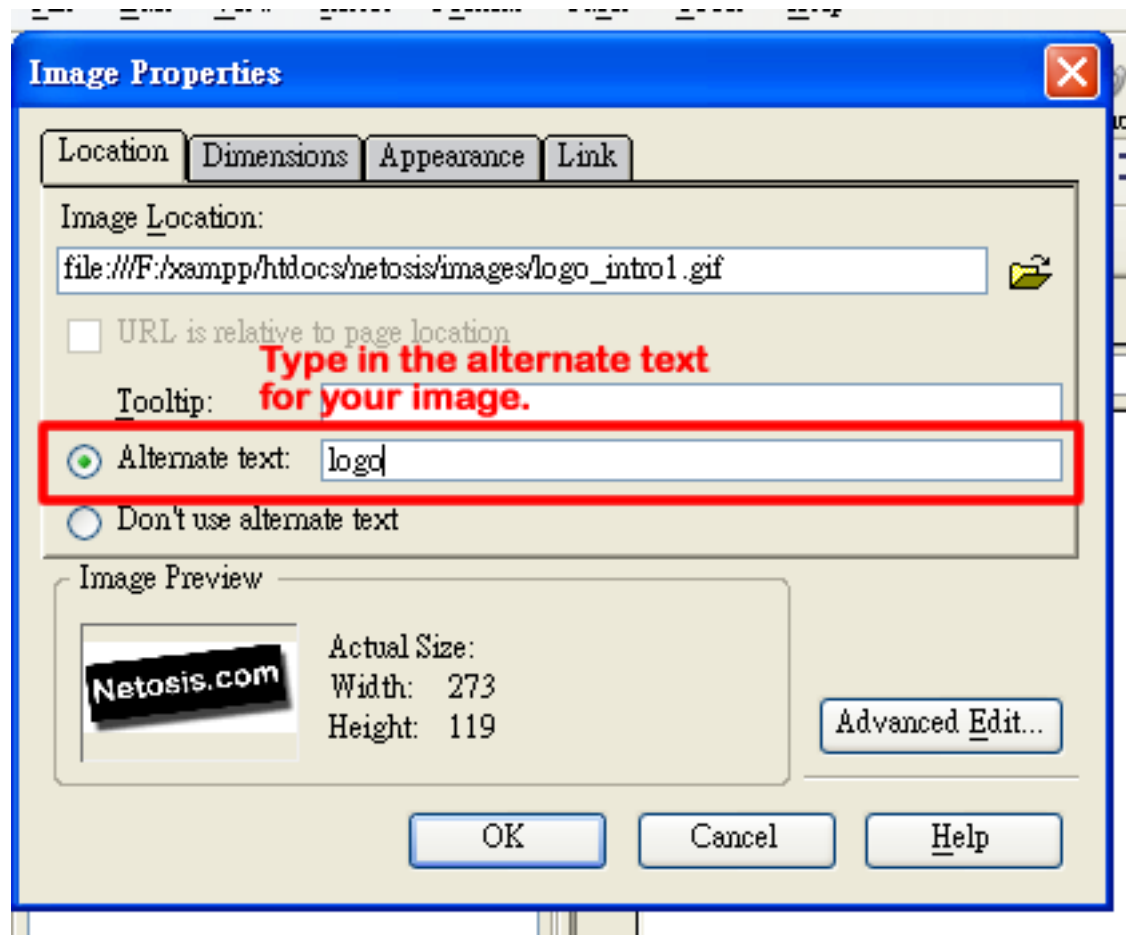 Image Properties
Location Dimensions Appearance Link
Image Location:
file:///F:/xampp/htdocs/netosis/images/logo_intro1.gif
URL is relative to page location
Type in the alternate text
for your image.
Tooltip:
Alternate text: logo
Don't use alternate text
Image Preview
Netosis.com
Actual Size:
Width: 273
Height: 119
Advanced Edit...
OK Cancel Help